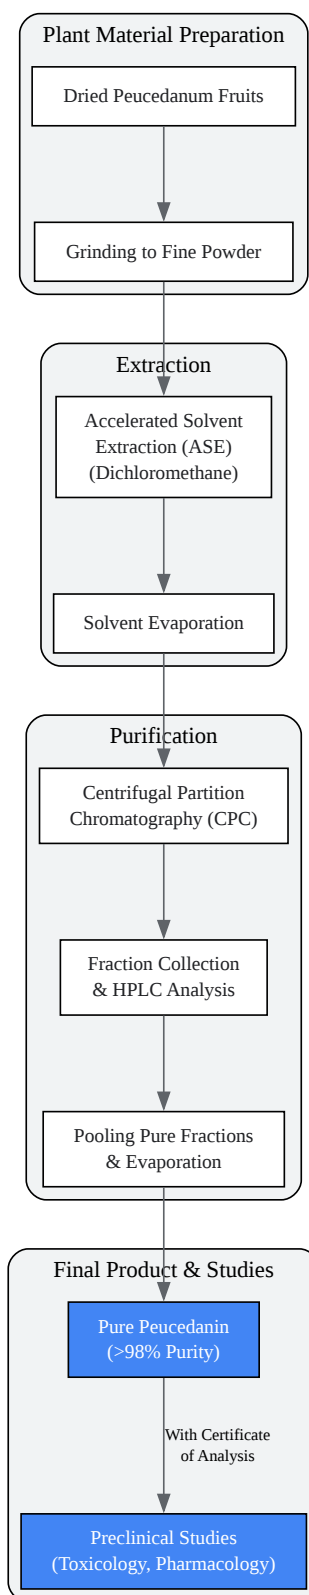 Plant Material Preparation
Dried Peucedanum Fruits
Grinding to Fine Powder
Extraction
Accelerated Solvent
Extraction (ASE)
(Dichloromethane)
Solvent Evaporation
Purification
Centrifugal Partition
Chromatography (CPC)
Fraction Collection
& HPLC Analysis
Pooling Pure Fractions
& Evaporation
Final Product & Studies
Pure Peucedanin
(>98% Purity)
With Certificate
of Analysis
Preclinical Studies
(Toxicology, Pharmacology)